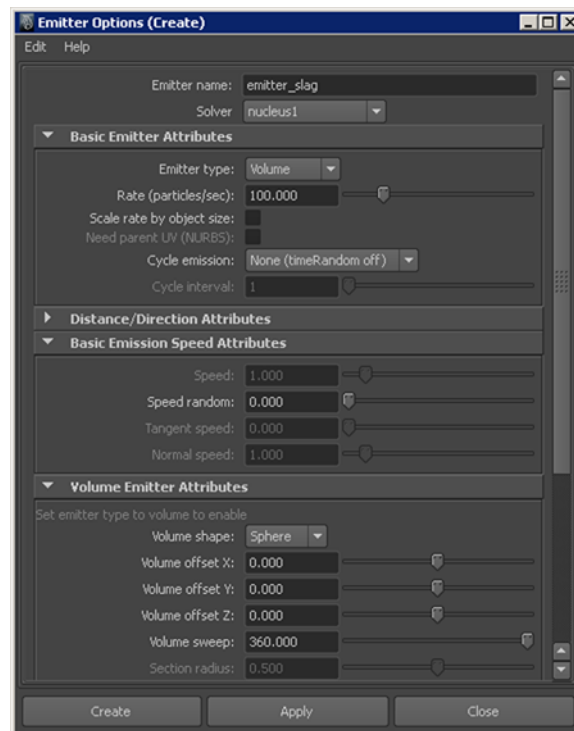 Emitter Options (Create)
Edit Help
Emitter name: emitter_slag
Solver nucleus1
Basic Emitter Attributes
Emitter type: Volume
Rate (particles/sec): 100.000
Scale rate by object size:
Need parent UV (NURBS):
Cycle emission: None (timeRandom off)
Cycle interval: 1
Distance/Direction Attributes
Basic Emission Speed Attributes
Speed: 1.000
Speed random: 0.000
Tangent speed: 0.000
Normal speed: 1.000
Volume Emitter Attributes
Set emitter type to volume to enable
Volume shape: Sphere
Volume offset X: 0.000
Volume offset Y: 0.000
Volume offset Z: 0.000
Volume sweep: 360.000
Section radius: 0.500
Create Apply Close